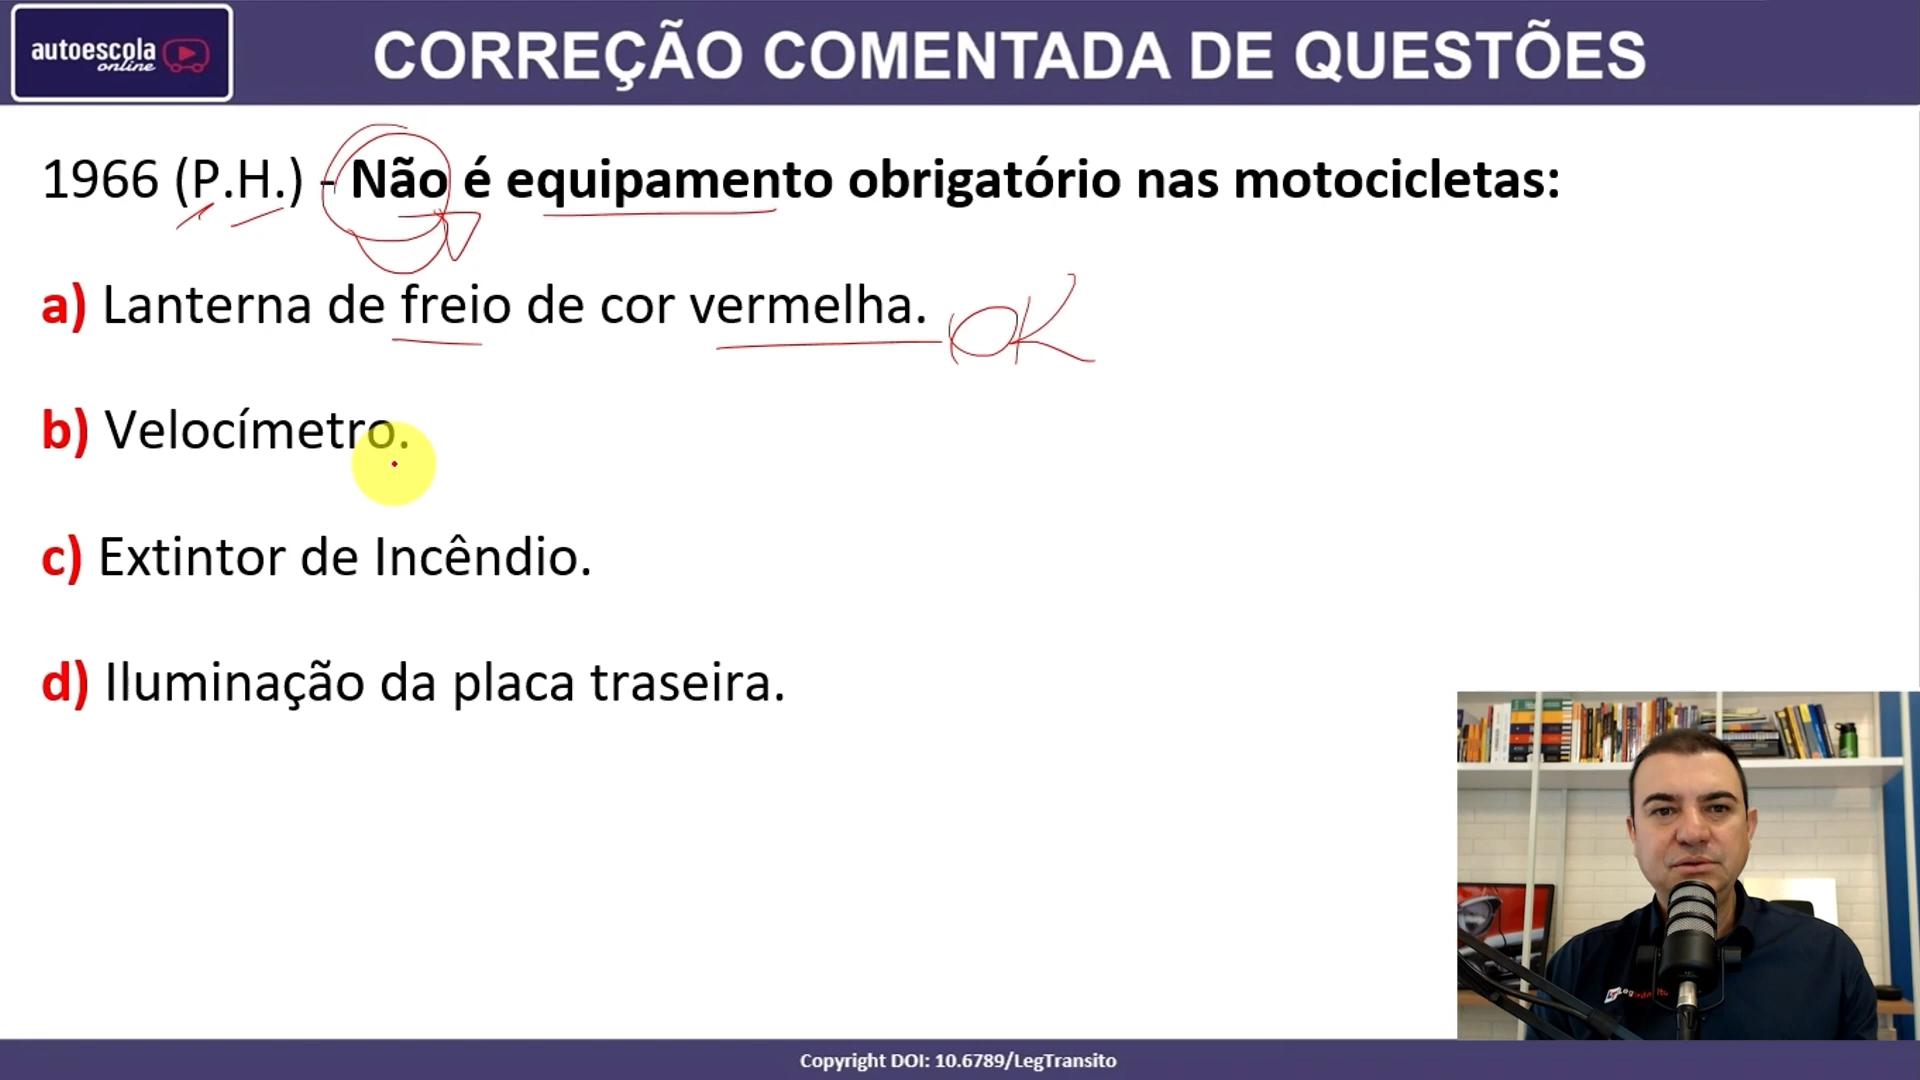 autoescola
online
CORREÇÃO COMENTADA DE QUESTÕES
1966 (P.H.) - Não é equipamento obrigatório nas motocicletas:
a) Lanterna de freio de cor vermelha. OK
b) Velocímetro.
c) Extintor de Incêndio.
d) Iluminação da placa traseira.
Copyright DOI: 10.6789/LegTransito